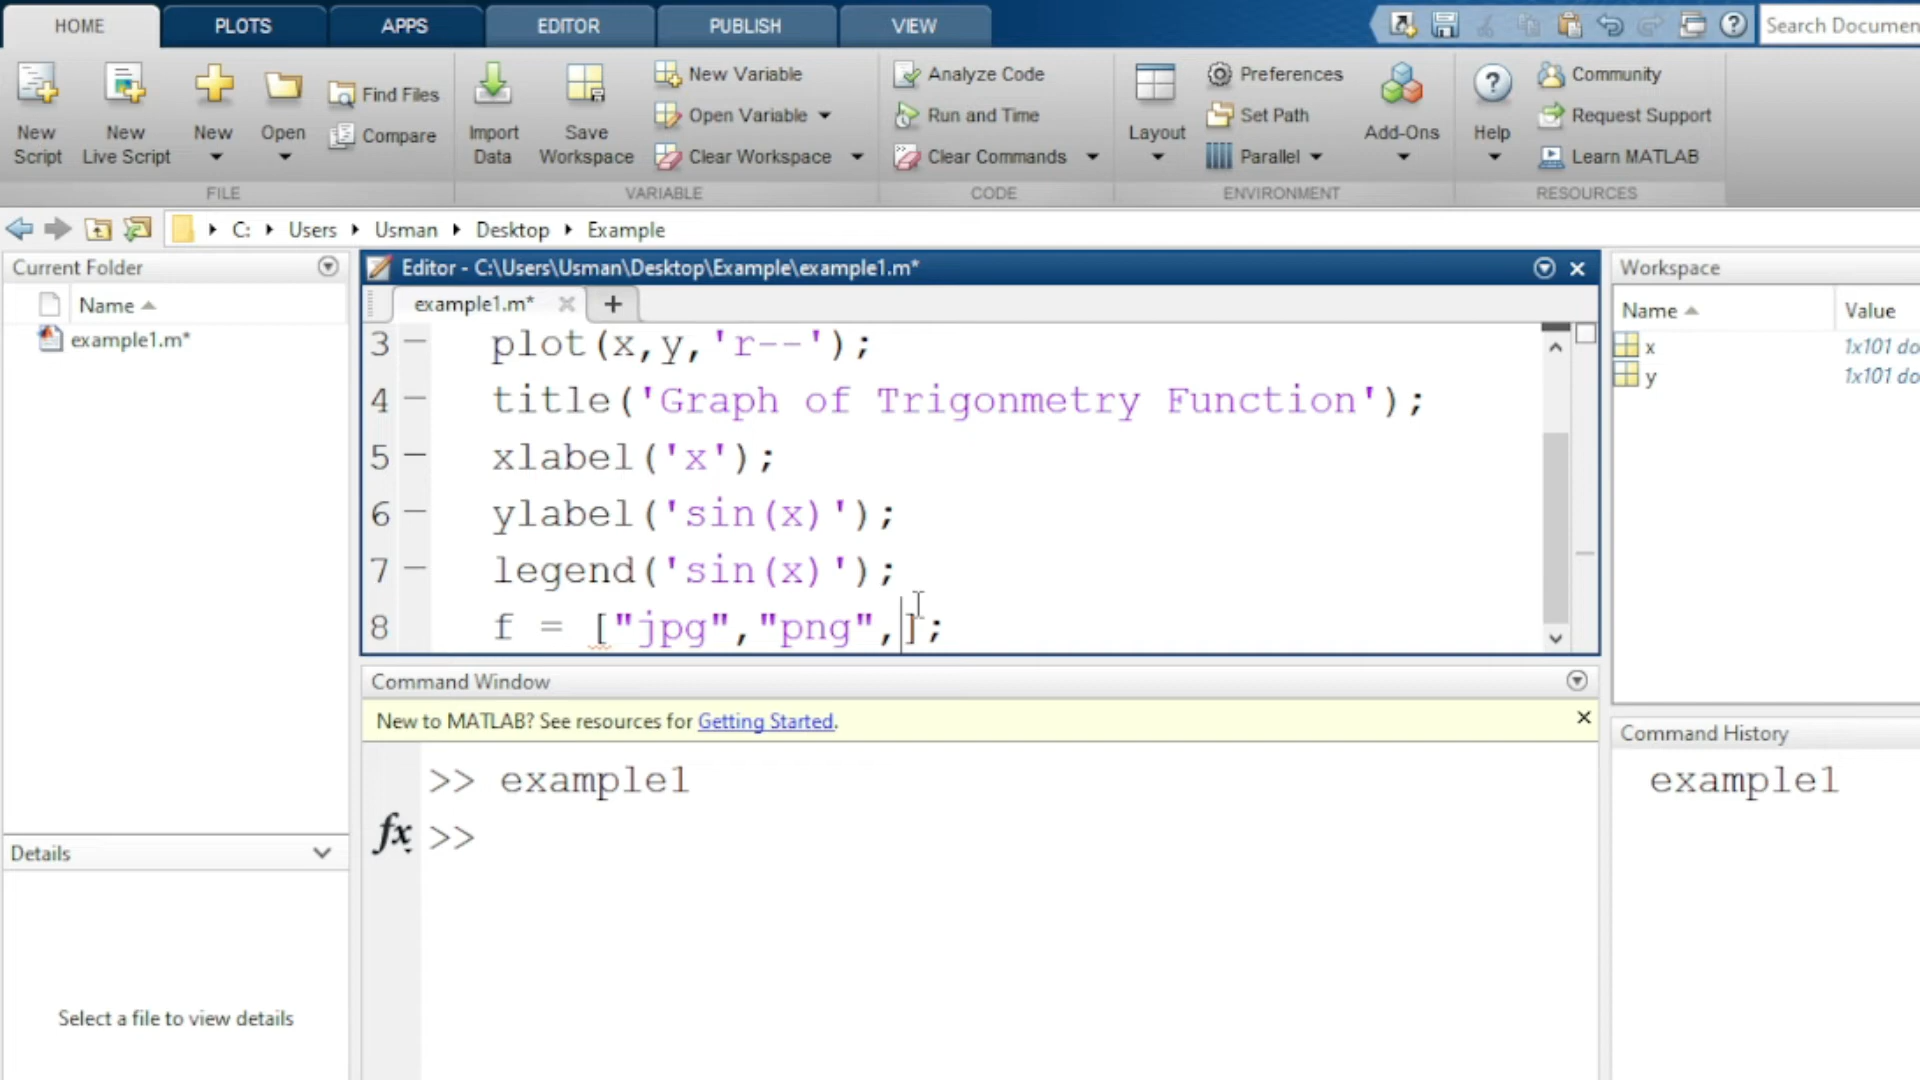 HOME PLOTS APPS EDITOR PUBLISH VIEW
Search Documen
New Script
New Live Script
New
Open
Find Files
Compare
FILE
Import Data
Save Workspace
New Variable
Open Variable
Clear Workspace
VARIABLE
Analyze Code
Run and Time
Clear Commands
CODE
Layout
Preferences
Set Path
Parallel
Add-Ons
ENVIRONMENT
Help
Community
Request Support
Learn MATLAB
RESOURCES
C: Users Usman Desktop Example
Current Folder
Name
example1.m*
Details
Select a file to view details
Editor - C:\Users\Usman\Desktop\Example\example1.m*
example1.m*
3 plot(x,y,'r--');
4 title('Graph of Trigonmetry Function');
5 xlabel('x');
6 ylabel('sin(x)');
7 legend('sin(x)');
8 f = ["jpg","png",];
Command Window
New to MATLAB? See resources for Getting Started.
>> example1
fx >>
Workspace
Name Value
x 1x101 do
y 1x101 do
Command History
example1